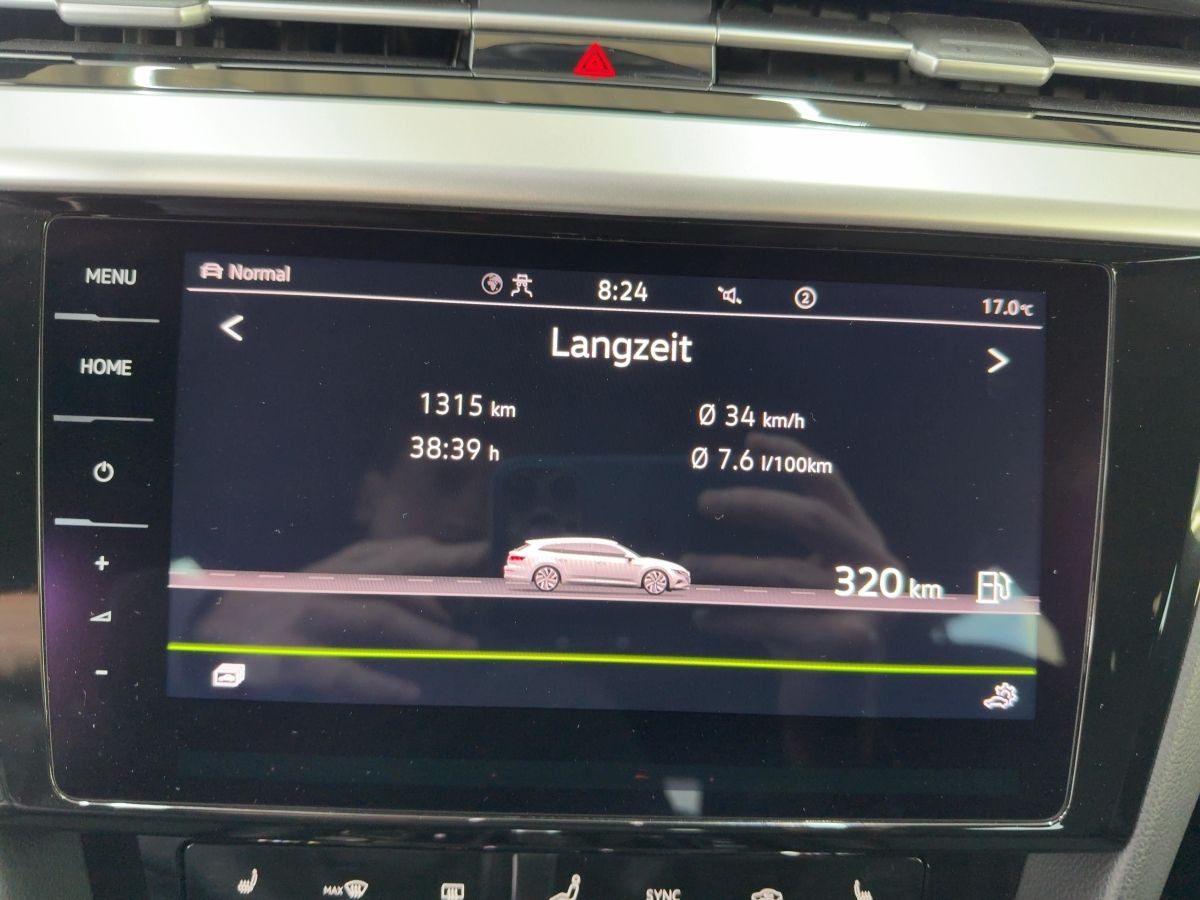 MENU
HOME
Normal
8:24
2
17.0°C
Langzeit
1315 km
Ø 34 km/h
38:39 h
Ø 7.6 l/100km
320 km
MAX
SYNC